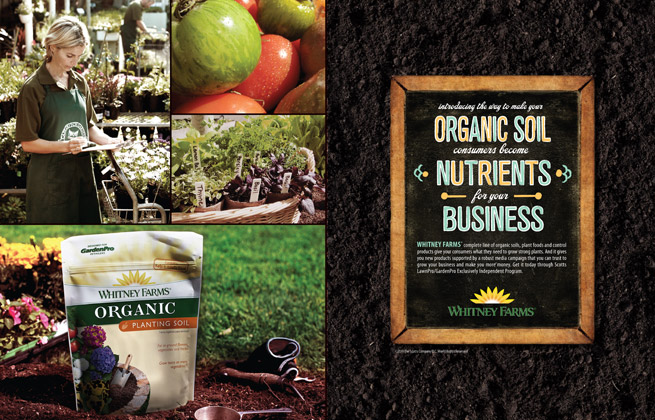 GardenPro
WHITNEY FARMS®
ORGANIC
PLANTING SOIL
introducing the way to make your
ORGANIC SOIL
consumers become
NUTRIENTS
for your
BUSINESS
WHITNEY FARMS® complete line of organic soils, plant foods and control
products give your consumers what they need to grow strong plants. And it gives
you new products supported by a robust media campaign that you can trust to
grow your business and make you more money. Get it today through Scotts
LawnPro/GardenPro Exclusively Independent Program.
WHITNEY FARMS®